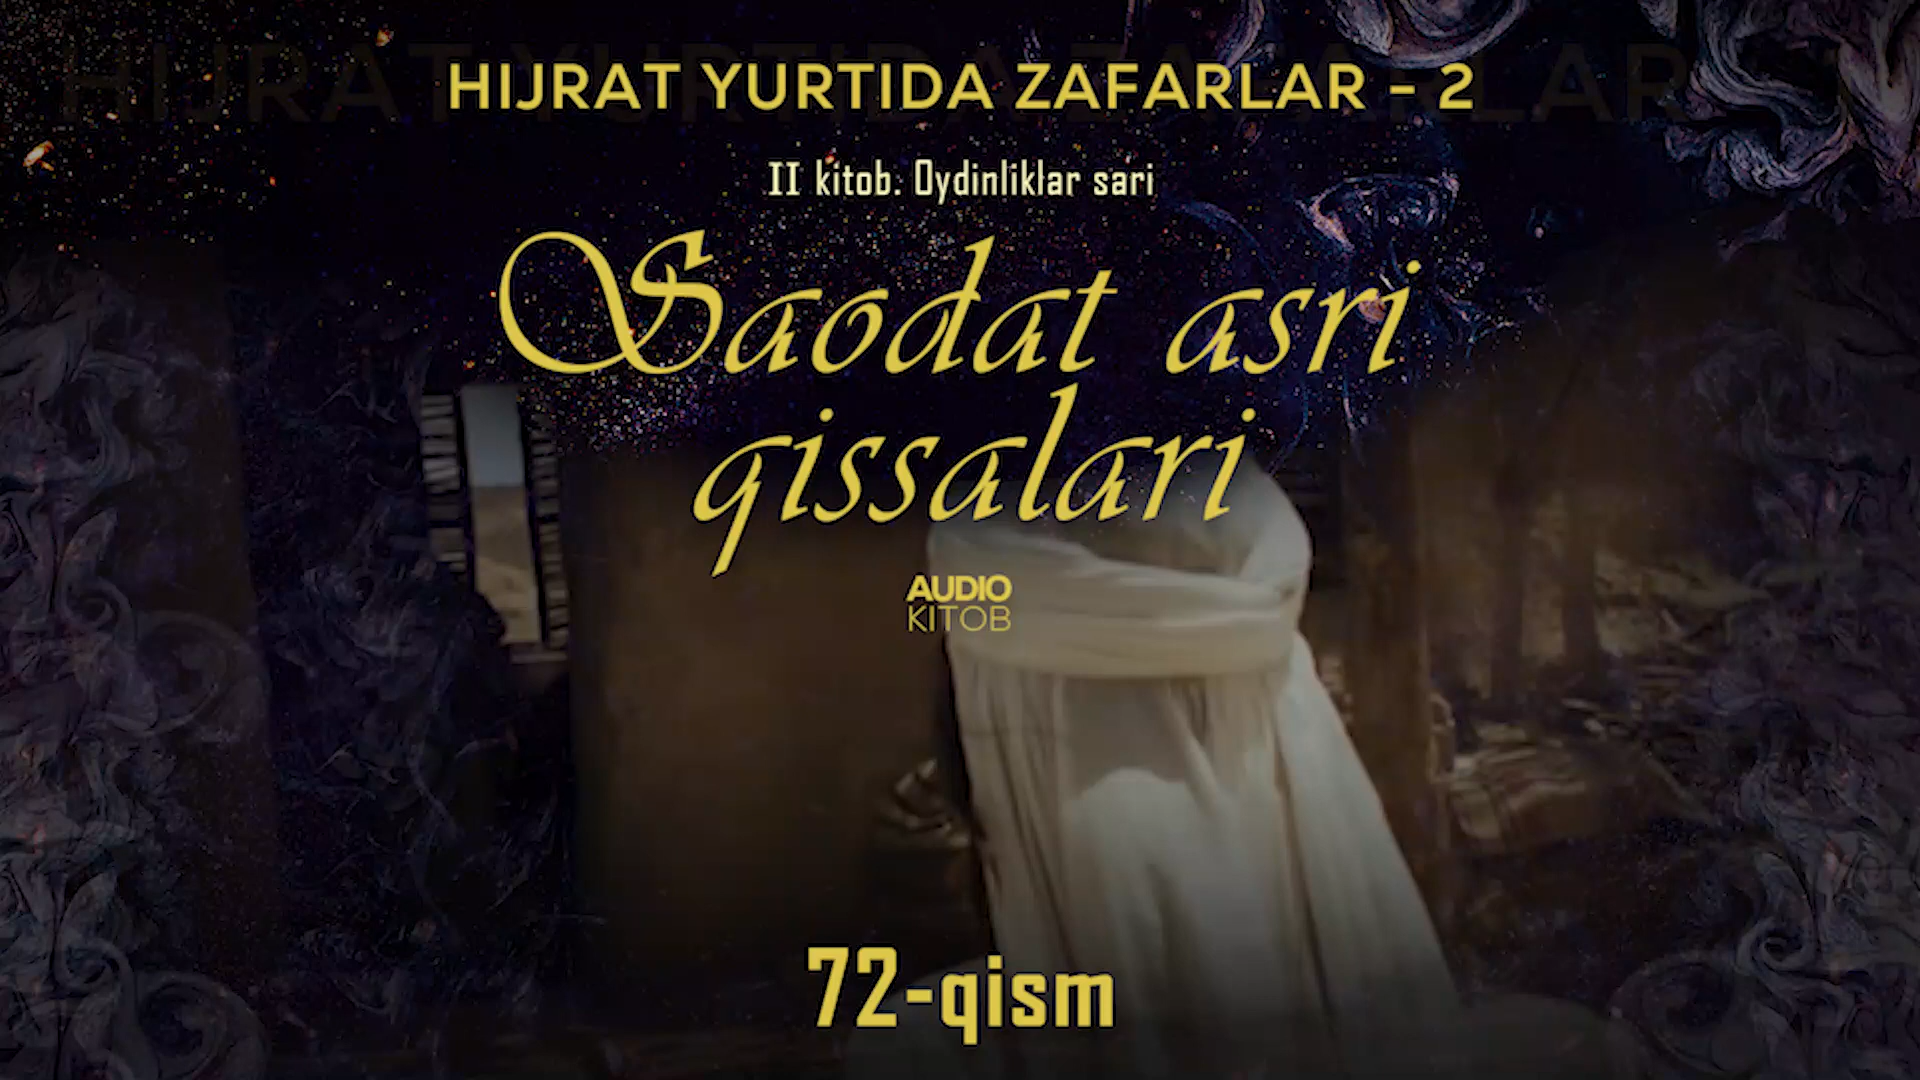 HIJRAT YURTIDA ZAFARLAR - 2
II kitob. Oydinliklar sari
Saodat asri
qissalari
AUDIO
KITOB
72-qism